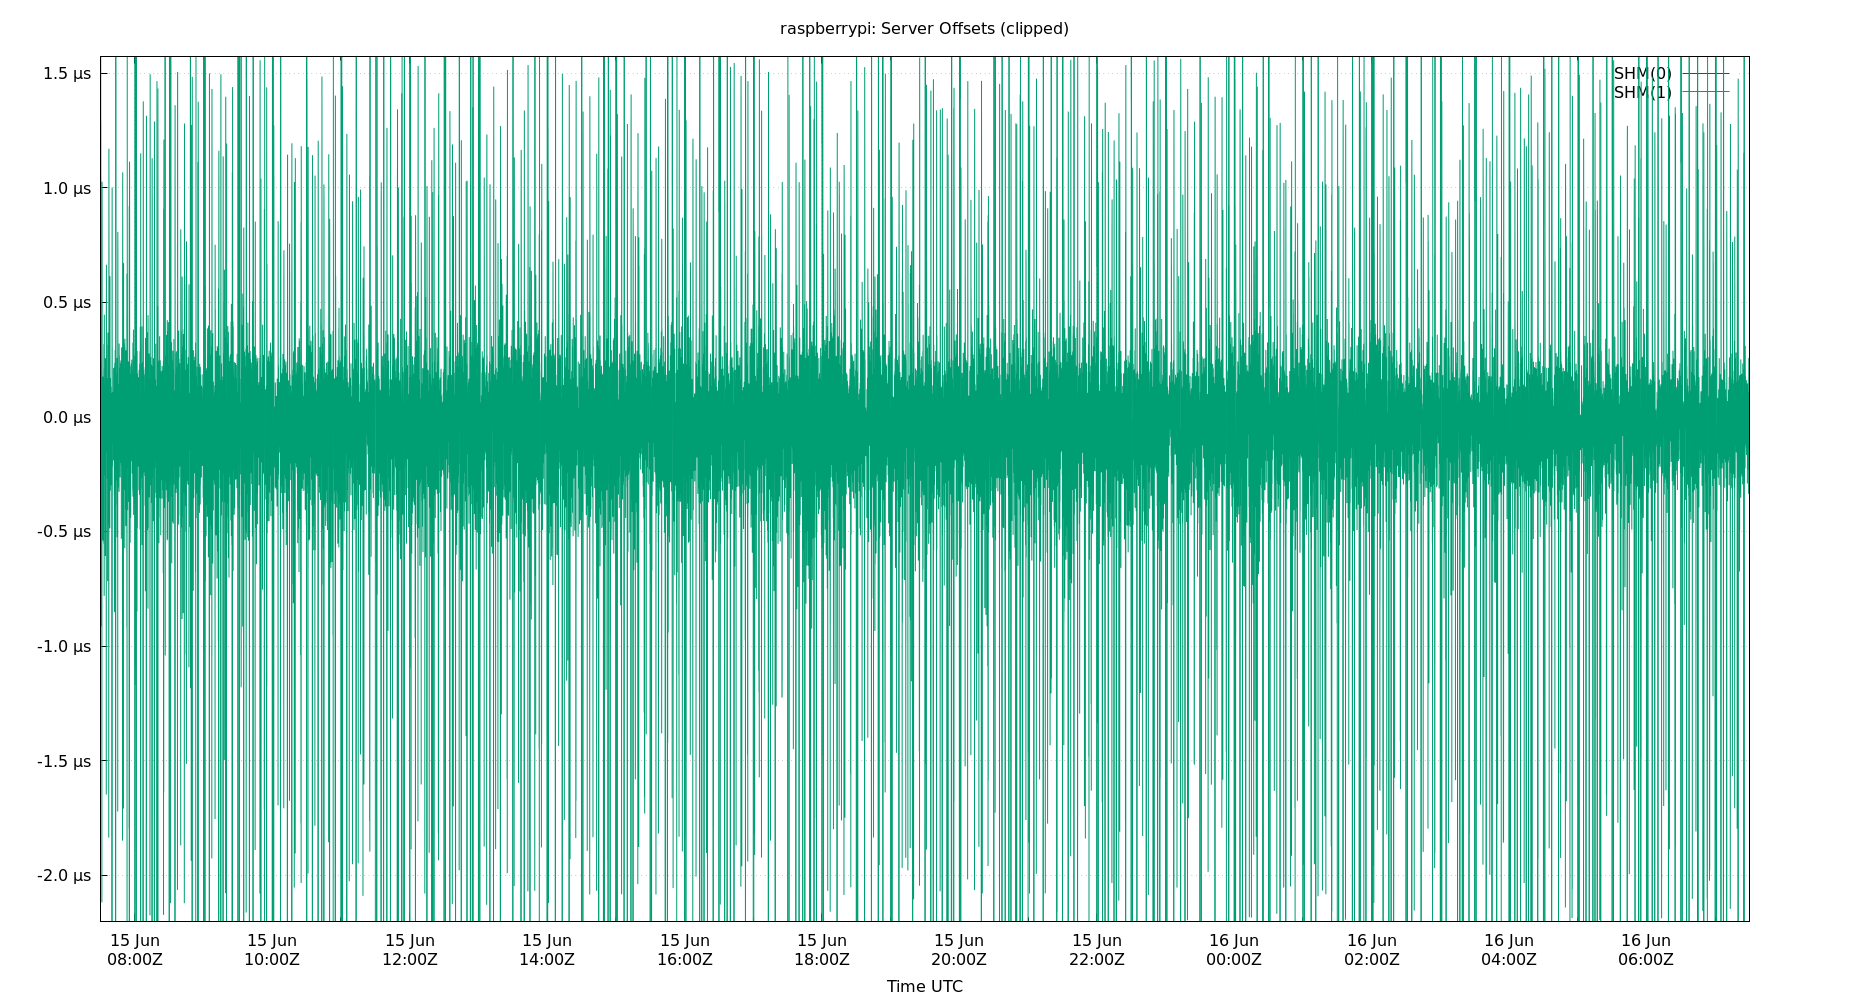 raspberrypi: Server Offsets (clipped)
SHM(0)
SHM(1)
1.5 µs
1.0 µs
0.5 µs
0.0 µs
-0.5 µs
-1.0 µs
-1.5 µs
-2.0 µs
15 Jun 15 Jun 15 Jun 15 Jun 15 Jun 15 Jun 15 Jun 15 Jun 16 Jun 16 Jun 16 Jun 16 Jun
08:00Z 10:00Z 12:00Z 14:00Z 16:00Z 18:00Z 20:00Z 22:00Z 00:00Z 02:00Z 04:00Z 06:00Z
Time UTC